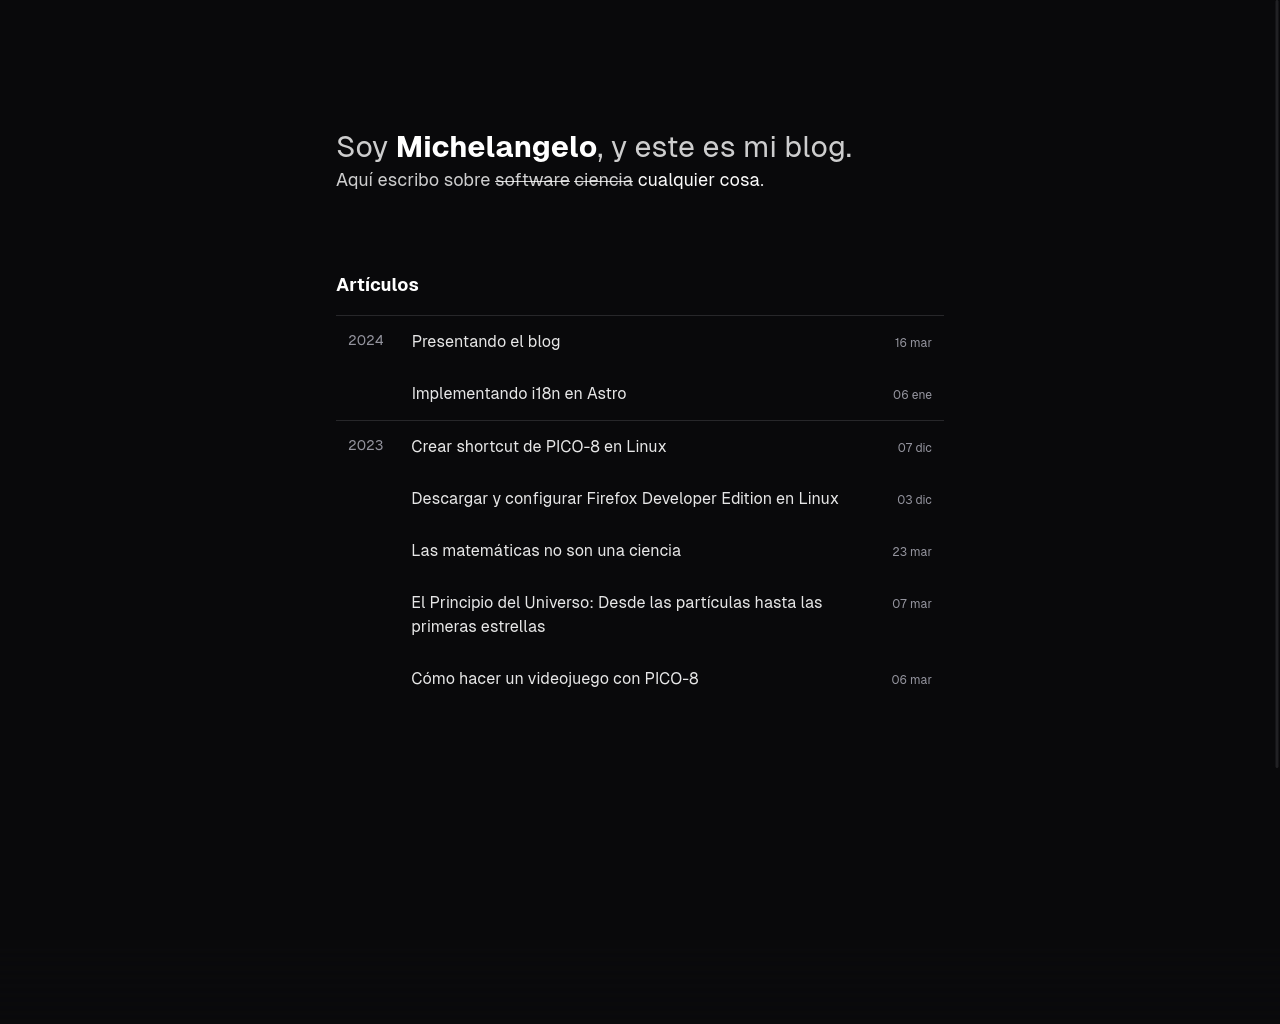 Soy Michelangelo, y este es mi blog.
Aquí escribo sobre software ciencia cualquier cosa.
Artículos
2024 Presentando el blog 16 mar
Implementando i18n en Astro 06 ene
2023 Crear shortcut de PICO-8 en Linux 07 dic
Descargar y configurar Firefox Developer Edition en Linux 03 dic
Las matemáticas no son una ciencia 23 mar
El Principio del Universo: Desde las partículas hasta las 07 mar
primeras estrellas
Cómo hacer un videojuego con PICO-8 06 mar